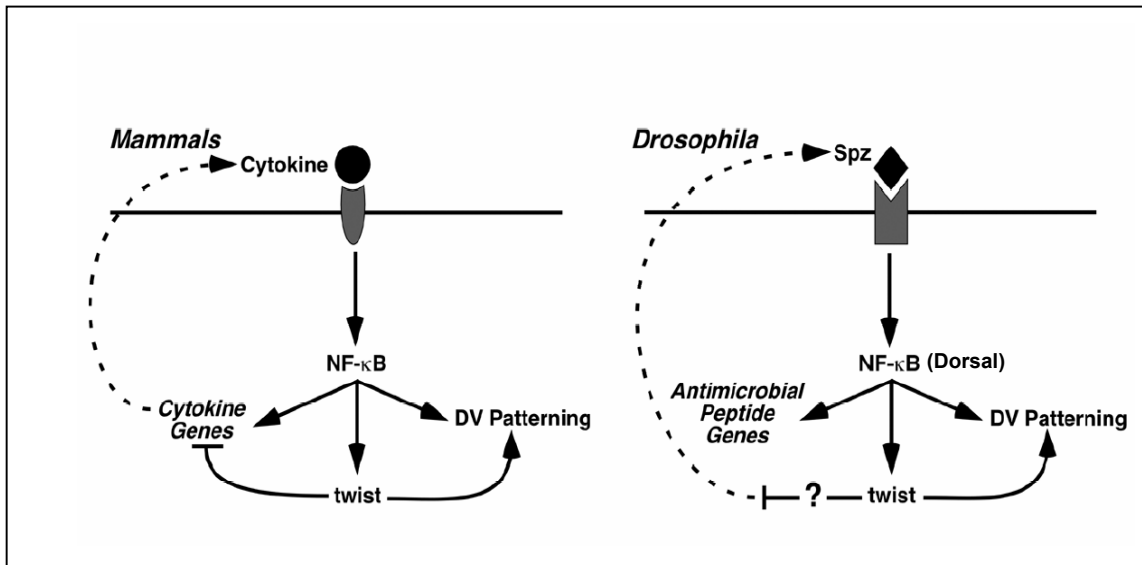 Mammals
Cytokine
NF-κB
Cytokine
Genes
DV Patterning
twist
Drosophila
Spz
NF-κB (Dorsal)
Antimicrobial
Peptide
Genes
DV Patterning
? twist